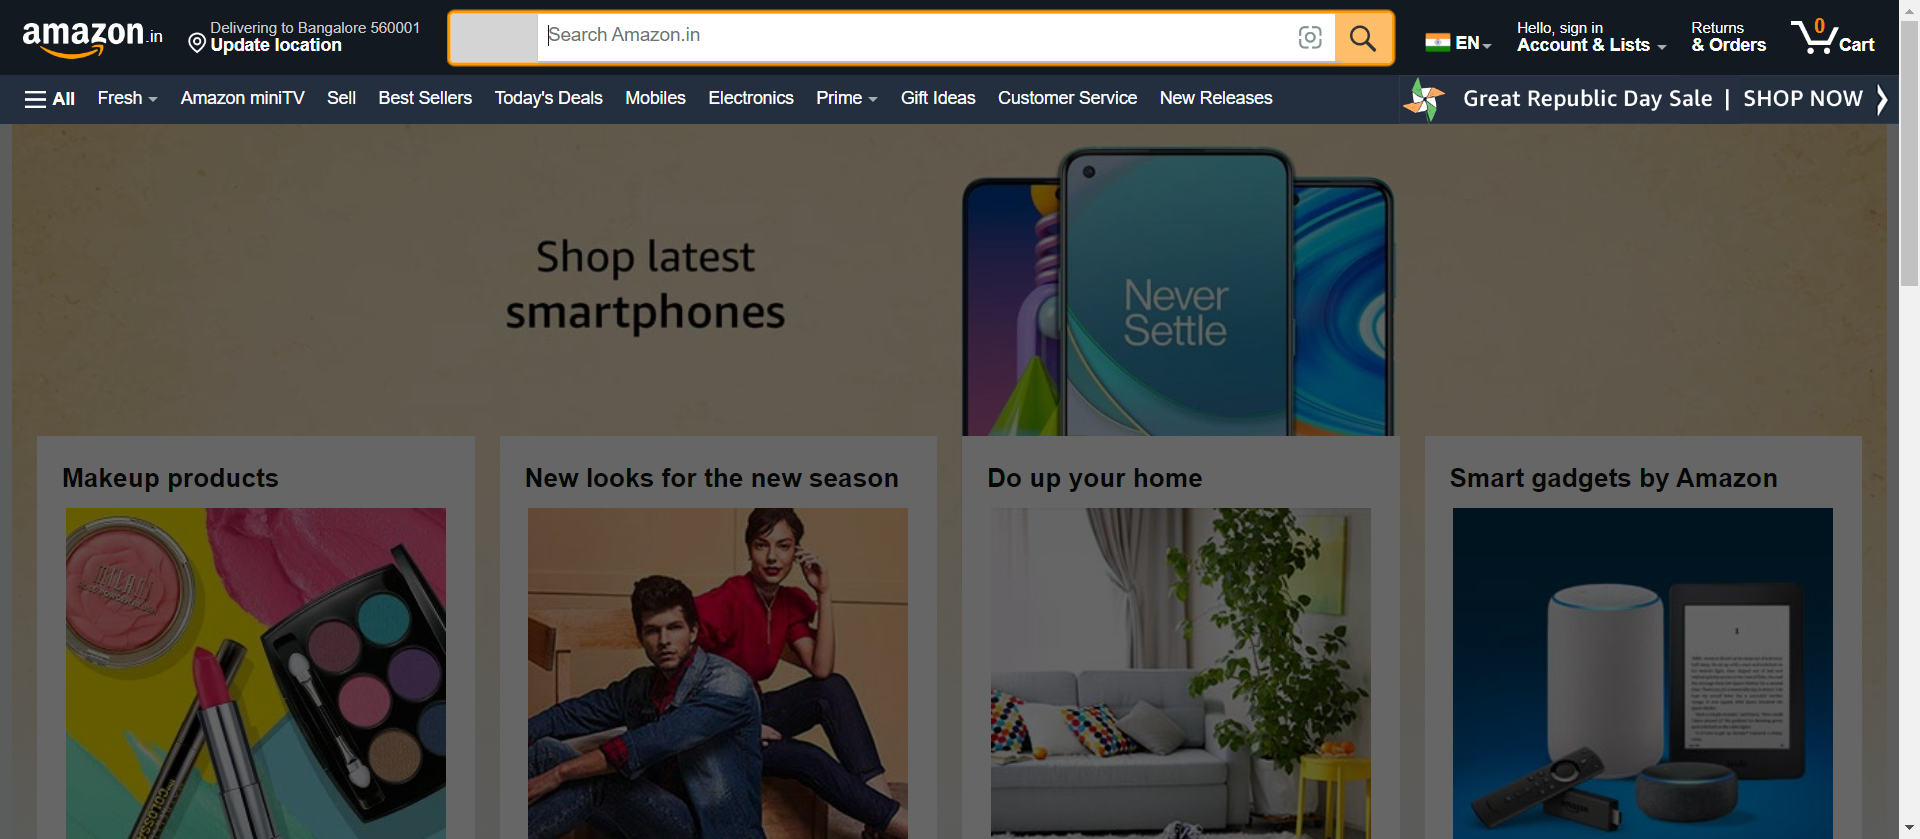 amazon.in
Delivering to Bangalore 560001
Update location
Search Amazon.in
EN
Hello, sign in
Account & Lists
Returns
& Orders
0
Cart
All
Fresh
Amazon miniTV
Sell
Best Sellers
Today's Deals
Mobiles
Electronics
Prime
Gift Ideas
Customer Service
New Releases
Great Republic Day Sale | SHOP NOW
Shop latest
smartphones
Never
Settle
Makeup products
New looks for the new season
Do up your home
Smart gadgets by Amazon
MILANI